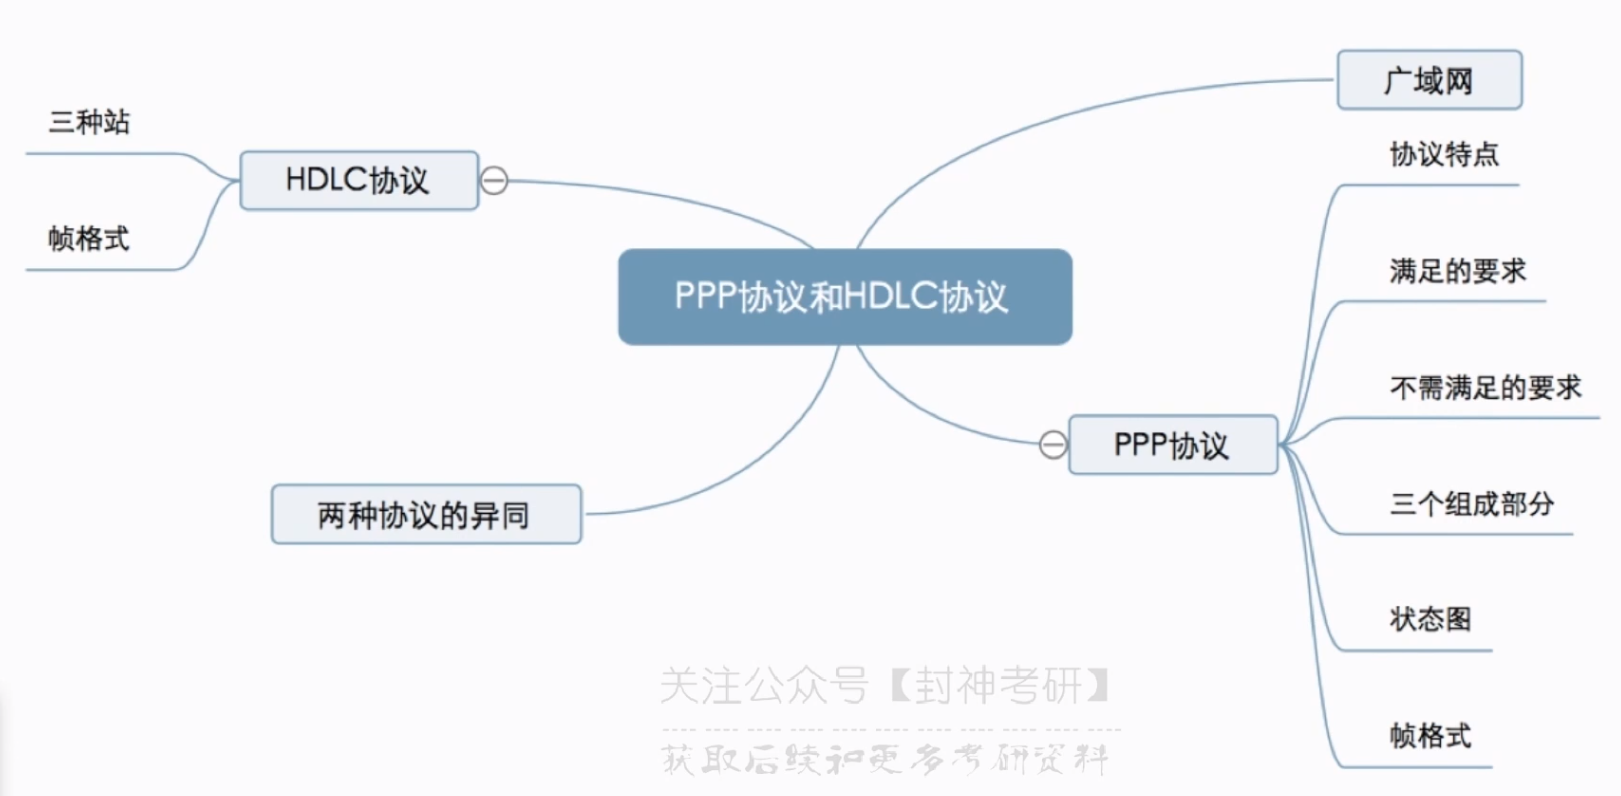 PPP协议和HDLC协议
广域网
PPP协议
协议特点
满足的要求
不需满足的要求
三个组成部分
状态图
帧格式
HDLC协议
三种站
帧格式
两种协议的异同
关注公众号【封神考研】
获取后续和更多考研资料